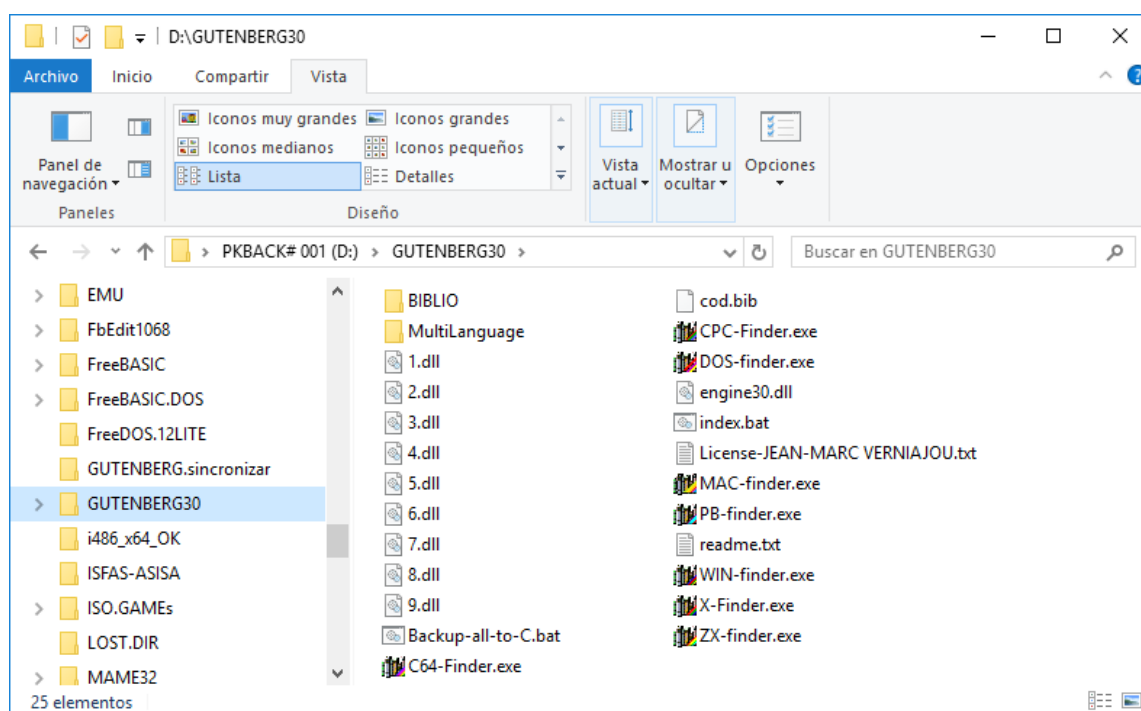 D:\GUTENBERG30
Archivo Inicio Compartir Vista
Iconos muy grandes Iconos grandes
Iconos medianos Iconos pequeños
Lista Detalles
Panel de navegación
Vista actual
Mostrar u ocultar
Opciones
Paneles Diseño
PKBACK# 001 (D:) > GUTENBERG30 >
Buscar en GUTENBERG30
EMU
FbEdit1068
FreeBASIC
FreeBASIC.DOS
FreeDOS.12LITE
GUTENBERG.sincronizar
GUTENBERG30
i486_x64_OK
ISFAS-ASISA
ISO.GAMEs
LOST.DIR
MAME32
BIBLIO
MultiLanguage
1.dll
2.dll
3.dll
4.dll
5.dll
6.dll
7.dll
8.dll
9.dll
Backup-all-to-C.bat
C64-Finder.exe
cod.bib
CPC-Finder.exe
DOS-finder.exe
engine30.dll
index.bat
License-JEAN-MARC VERNIAJOU.txt
MAC-finder.exe
PB-finder.exe
readme.txt
WIN-finder.exe
X-Finder.exe
ZX-finder.exe
25 elementos